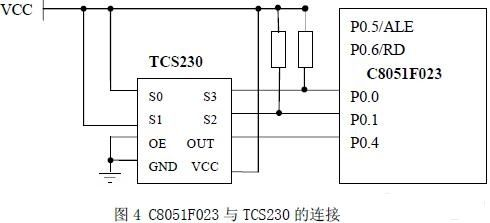 VCC
P0.5/ALE
P0.6/RD
TCS230
C8051F023
S0 S3
P0.0
S1 S2
P0.1
OE OUT
P0.4
GND VCC
图 4 C8051F023 与 TCS230 的连接